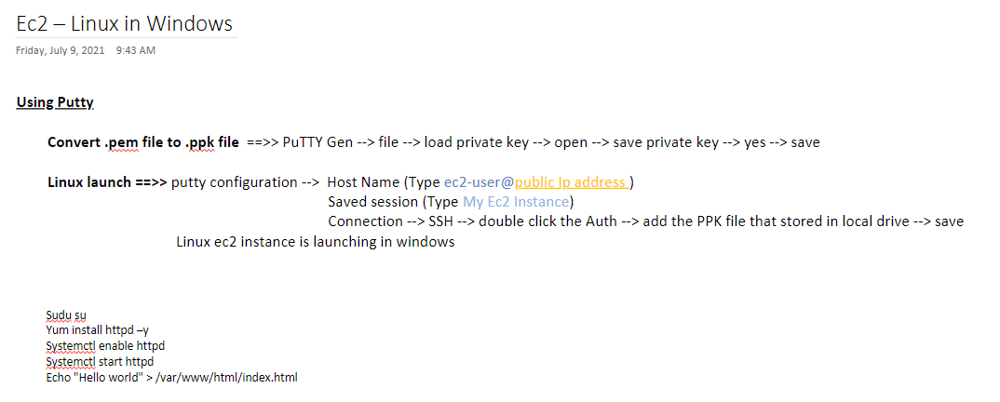 Ec2 – Linux in Windows
Friday, July 9, 2021 9:43 AM
Using Putty
Convert .pem file to .ppk file ==>> PuTTY Gen --> file --> load private key --> open --> save private key --> yes --> save
Linux launch ==>> putty configuration --> Host Name (Type ec2-user@public Ip address )
Saved session (Type My Ec2 Instance)
Connection --> SSH --> double click the Auth --> add the PPK file that stored in local drive --> save
Linux ec2 instance is launching in windows
Sudu su
Yum install httpd –y
Systemctl enable httpd
Systemctl start httpd
Echo "Hello world" > /var/www/html/index.html